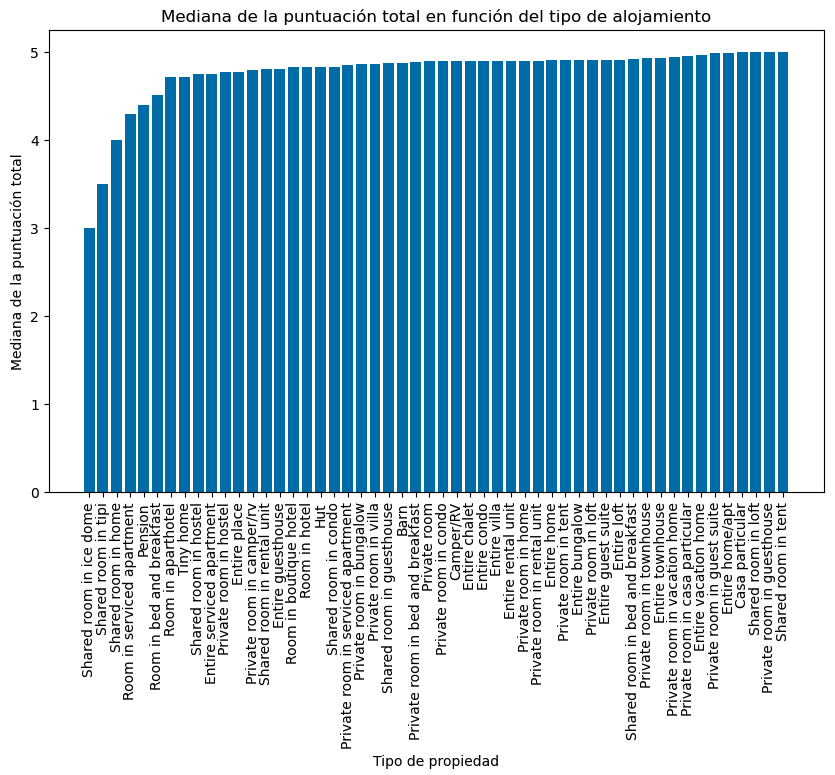 Mediana de la puntuación total en función del tipo de alojamiento
Mediana de la puntuación total
5
4
3
2
1
0
Shared room in ice dome
Shared room in tipi
Shared room in home
Room in serviced apartment
Pension
Room in bed and breakfast
Room in aparthotel
Tiny home
Shared room in hostel
Entire serviced apartment
Private room in hostel
Entire place
Private room in camper/rv
Shared room in rental unit
Entire guesthouse
Room in boutique hotel
Room in hotel
Hut
Shared room in condo
Private room in serviced apartment
Private room in bungalow
Private room in villa
Shared room in guesthouse
Barn
Private room in bed and breakfast
Private room
Private room in condo
Camper/RV
Entire chalet
Entire condo
Entire villa
Entire rental unit
Private room in home
Private room in rental unit
Entire home
Private room in tent
Entire bungalow
Private room in loft
Entire guest suite
Entire loft
Shared room in bed and breakfast
Private room in townhouse
Entire townhouse
Private room in vacation home
Private room in casa particular
Entire vacation home
Private room in guest suite
Entire home/apt
Casa particular
Shared room in loft
Private room in guesthouse
Shared room in tent
Tipo de propiedad